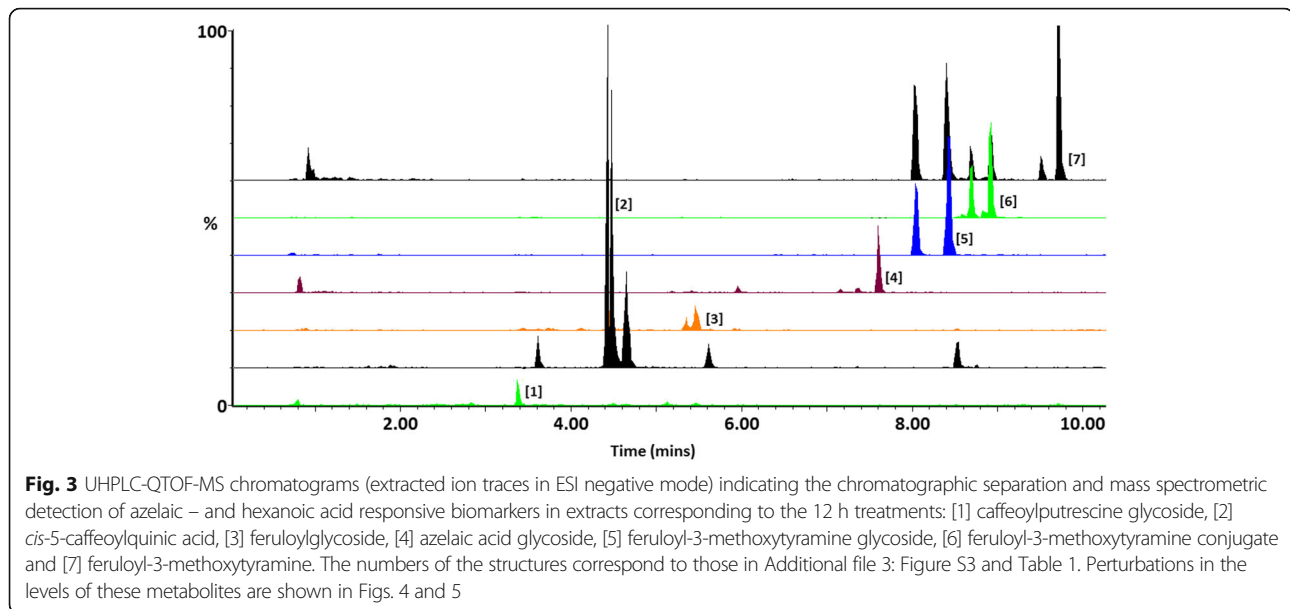 100
%
0
[7]
[2]
[6]
[5]
[4]
[3]
[1]
2.00 4.00 6.00 8.00 10.00
Time (mins)
Fig. 3 UHPLC-QTOF-MS chromatograms (extracted ion traces in ESI negative mode) indicating the chromatographic separation and mass spectrometric
detection of azelaic – and hexanoic acid responsive biomarkers in extracts corresponding to the 12 h treatments: [1] caffeoylputrescine glycoside, [2]
cis-5-caffeoylquinic acid, [3] feruloylglycoside, [4] azelaic acid glycoside, [5] feruloyl-3-methoxytyramine glycoside, [6] feruloyl-3-methoxytyramine conjugate
and [7] feruloyl-3-methoxytyramine. The numbers of the structures correspond to those in Additional file 3: Figure S3 and Table 1. Perturbations in the
levels of these metabolites are shown in Figs. 4 and 5